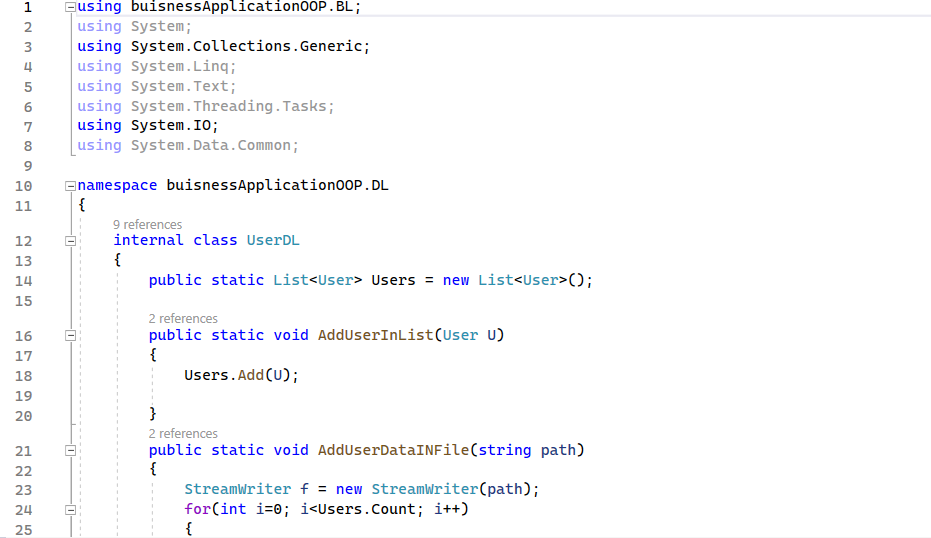 1 using buisnessApplicationOOP.BL;
2 using System;
3 using System.Collections.Generic;
4 using System.Linq;
5 using System.Text;
6 using System.Threading.Tasks;
7 using System.IO;
8 using System.Data.Common;
9
10 namespace buisnessApplicationOOP.DL
11 {
9 references
12 internal class UserDL
13 {
14 public static List<User> Users = new List<User>();
15
2 references
16 public static void AddUserInList(User U)
17 {
18 Users.Add(U);
19
20 }
2 references
21 public static void AddUserDataINFile(string path)
22 {
23 StreamWriter f = new StreamWriter(path);
24 for(int i=0; i<Users.Count; i++)
25 {